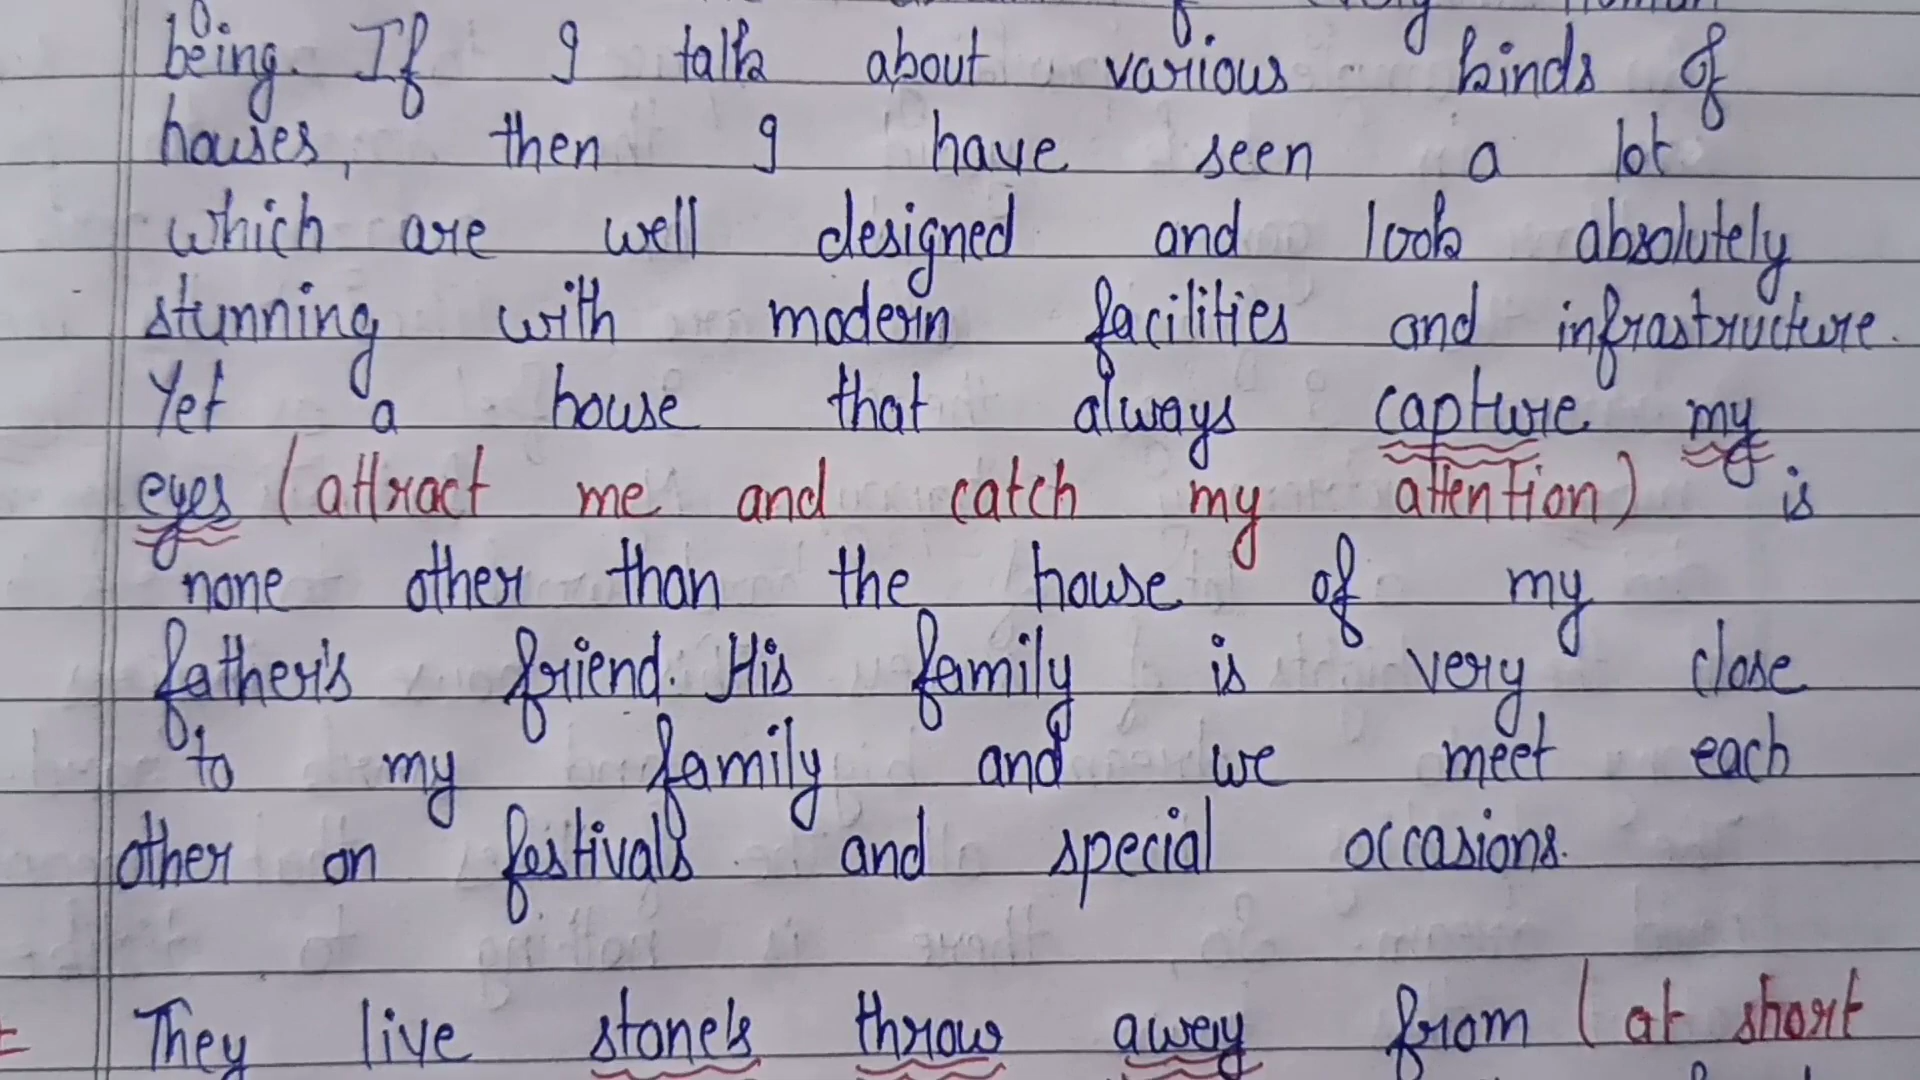 being. If I talk about various kinds of
houses, then I have seen a lot
which are well designed and look absolutely
stunning with modern facilities and infrastructure.
Yet a house that always capture my
eyes (attract me and catch my attention) is
none other than the house of my
father's friend. His family is very close
to my family and we meet each
other on festivals and special occasions.
They live stone's throw away from (at short